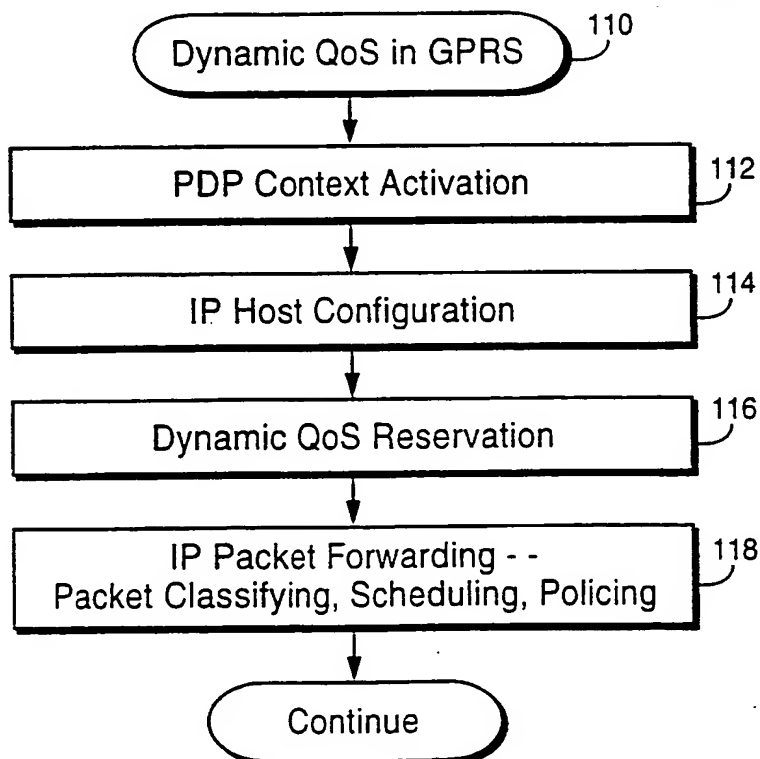 Dynamic QoS in GPRS
110
PDP Context Activation
112
IP Host Configuration
114
Dynamic QoS Reservation
116
IP Packet Forwarding - -
Packet Classifying, Scheduling, Policing
118
Continue